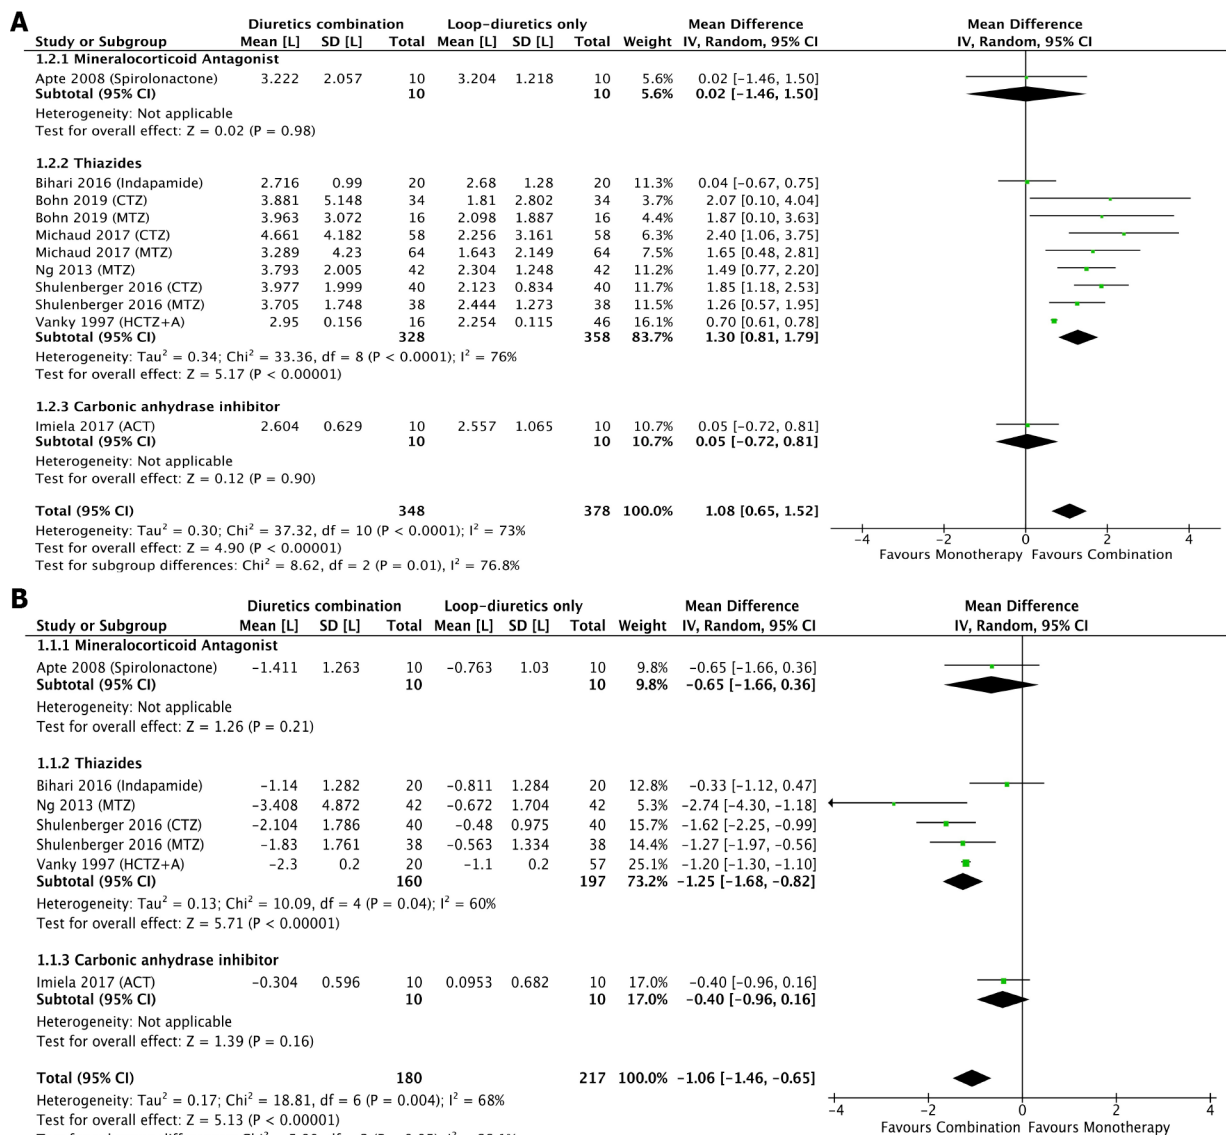 A
Diuretics combination Loop-diuretics only Mean Difference Mean Difference
Study or Subgroup Mean [L] SD [L] Total Mean [L] SD [L] Total Weight IV, Random, 95% CI IV, Random, 95% CI
1.2.1 Mineralocorticoid Antagonist
Apte 2008 (Spirolonactone) 3.222 2.057 10 3.204 1.218 10 5.6% 0.02 [-1.46, 1.50]
Subtotal (95% CI) 10 10 5.6% 0.02 [-1.46, 1.50]
Heterogeneity: Not applicable
Test for overall effect: Z = 0.02 (P = 0.98)
1.2.2 Thiazides
Bihari 2016 (Indapamide) 2.716 0.99 20 2.68 1.28 20 11.3% 0.04 [-0.67, 0.75]
Bohn 2019 (CTZ) 3.881 5.148 34 1.81 2.802 34 3.7% 2.07 [0.10, 4.04]
Bohn 2019 (MTZ) 3.963 3.072 16 2.098 1.887 16 4.4% 1.87 [0.10, 3.63]
Michaud 2017 (CTZ) 4.661 4.182 58 2.256 3.161 58 6.3% 2.40 [1.06, 3.75]
Michaud 2017 (MTZ) 3.289 4.23 64 1.643 2.149 64 7.5% 1.65 [0.48, 2.81]
Ng 2013 (MTZ) 3.793 2.005 42 2.304 1.248 42 11.2% 1.49 [0.77, 2.20]
Shulenberger 2016 (CTZ) 3.977 1.999 40 2.123 0.834 40 11.7% 1.85 [1.18, 2.53]
Shulenberger 2016 (MTZ) 3.705 1.748 38 2.444 1.273 38 11.5% 1.26 [0.57, 1.95]
Vanky 1997 (HCTZ+A) 2.95 0.156 16 2.254 0.115 46 16.1% 0.70 [0.61, 0.78]
Subtotal (95% CI) 328 358 83.7% 1.30 [0.81, 1.79]
Heterogeneity: Tau² = 0.34; Chi² = 33.36, df = 8 (P < 0.0001); I² = 76%
Test for overall effect: Z = 5.17 (P < 0.00001)
1.2.3 Carbonic anhydrase inhibitor
Imiela 2017 (ACT) 2.604 0.629 10 2.557 1.065 10 10.7% 0.05 [-0.72, 0.81]
Subtotal (95% CI) 10 10 10.7% 0.05 [-0.72, 0.81]
Heterogeneity: Not applicable
Test for overall effect: Z = 0.12 (P = 0.90)
Total (95% CI) 348 378 100.0% 1.08 [0.65, 1.52]
Heterogeneity: Tau² = 0.30; Chi² = 37.32, df = 10 (P < 0.0001); I² = 73%
Test for overall effect: Z = 4.90 (P < 0.00001)
Test for subgroup differences: Chi² = 8.62, df = 2 (P = 0.01), I² = 76.8%
-4 -2 0 2 4
Favours Monotherapy Favours Combination
B
Diuretics combination Loop-diuretics only Mean Difference Mean Difference
Study or Subgroup Mean [L] SD [L] Total Mean [L] SD [L] Total Weight IV, Random, 95% CI IV, Random, 95% CI
1.1.1 Mineralocorticoid Antagonist
Apte 2008 (Spirolonactone) -1.411 1.263 10 -0.763 1.03 10 9.8% -0.65 [-1.66, 0.36]
Subtotal (95% CI) 10 10 9.8% -0.65 [-1.66, 0.36]
Heterogeneity: Not applicable
Test for overall effect: Z = 1.26 (P = 0.21)
1.1.2 Thiazides
Bihari 2016 (Indapamide) -1.14 1.282 20 -0.811 1.284 20 12.8% -0.33 [-1.12, 0.47]
Ng 2013 (MTZ) -3.408 4.872 42 -0.672 1.704 42 5.3% -2.74 [-4.30, -1.18]
Shulenberger 2016 (CTZ) -2.104 1.786 40 -0.48 0.975 40 15.7% -1.62 [-2.25, -0.99]
Shulenberger 2016 (MTZ) -1.83 1.761 38 -0.563 1.334 38 14.4% -1.27 [-1.97, -0.56]
Vanky 1997 (HCTZ+A) -2.3 0.2 20 -1.1 0.2 57 25.1% -1.20 [-1.30, -1.10]
Subtotal (95% CI) 160 197 73.2% -1.25 [-1.68, -0.82]
Heterogeneity: Tau² = 0.13; Chi² = 10.09, df = 4 (P = 0.04); I² = 60%
Test for overall effect: Z = 5.71 (P < 0.00001)
1.1.3 Carbonic anhydrase inhibitor
Imiela 2017 (ACT) -0.304 0.596 10 0.0953 0.682 10 17.0% -0.40 [-0.96, 0.16]
Subtotal (95% CI) 10 10 17.0% -0.40 [-0.96, 0.16]
Heterogeneity: Not applicable
Test for overall effect: Z = 1.39 (P = 0.16)
Total (95% CI) 180 217 100.0% -1.06 [-1.46, -0.65]
Heterogeneity: Tau² = 0.17; Chi² = 18.81, df = 6 (P = 0.004); I² = 68%
Test for overall effect: Z = 5.13 (P < 0.00001)
-4 -2 0 2 4
Favours Combination Favours Monotherapy